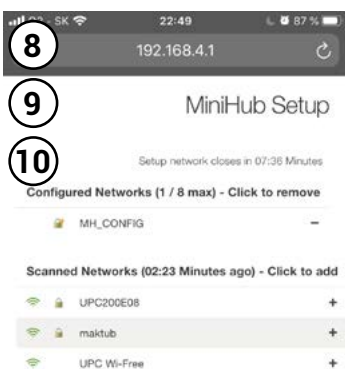 O2 - SK 22:49 87 %
8 192.168.4.1
9 MiniHub Setup
10 Setup network closes in 07:36 Minutes
Configured Networks (1 / 8 max) - Click to remove
MH_CONFIG −
Scanned Networks (02:23 Minutes ago) - Click to add
UPC200E08 +
maktub +
UPC Wi-Free +